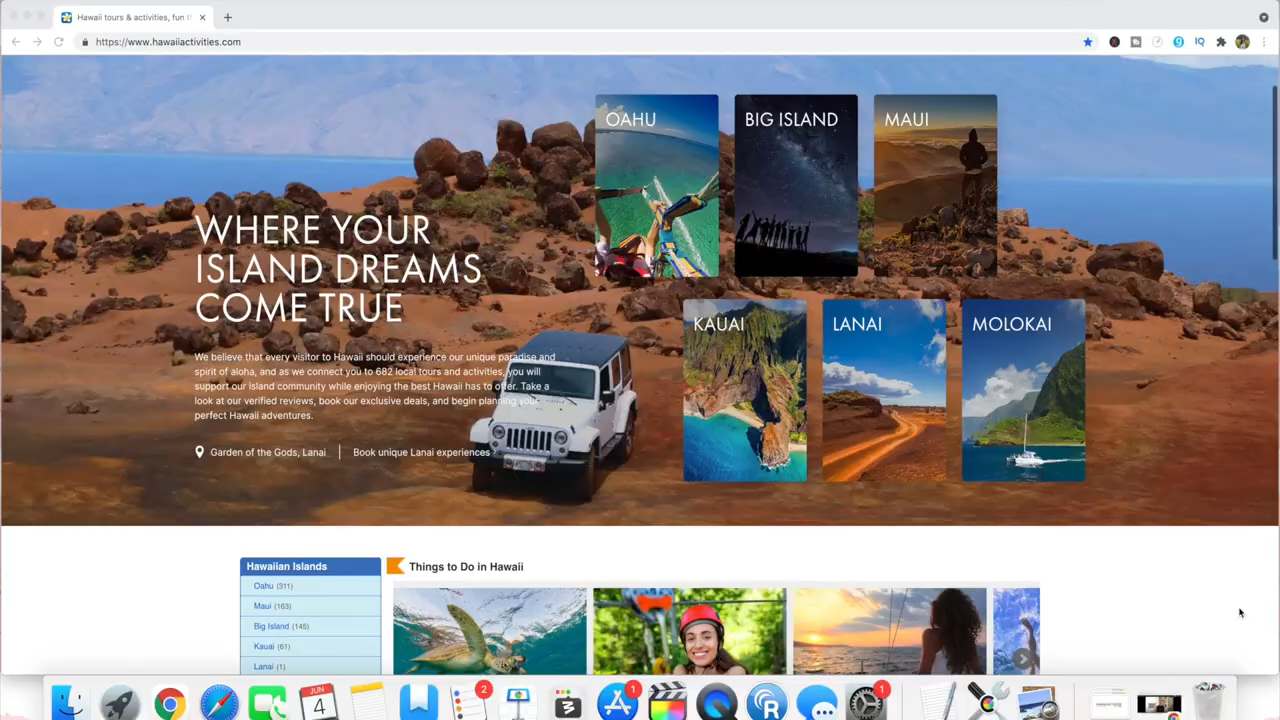 Hawaii tours & activities, fun t
https://www.hawaiiactivities.com
IQ
OAHU
BIG ISLAND
MAUI
WHERE YOUR
ISLAND DREAMS
COME TRUE
KAUAI
LANAI
MOLOKAI
We believe that every visitor to Hawaii should experience our unique paradise and
spirit of aloha, and as we connect you to 682 local tours and activities, you will
support our island community while enjoying the best Hawaii has to offer. Take a
look at our verified reviews, book our exclusive deals, and begin planning your
perfect Hawaii adventures.
Garden of the Gods, Lanai
Book unique Lanai experiences
Hawaiian Islands
Things to Do in Hawaii
Oahu (311)
Maui (163)
Big Island (145)
Kauai (61)
Lanai (1)
JUN
4
2
1
1